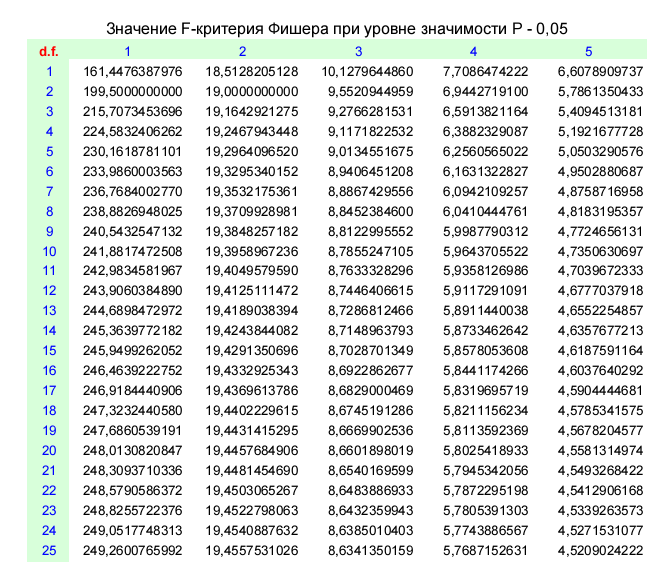 Значение F-критерия Фишера при уровне значимости P - 0,05
d.f. 1 2 3 4 5
1 161,4476387976 18,5128205128 10,1279644860 7,7086474222 6,6078909737
2 199,5000000000 19,0000000000 9,5520944959 6,9442719100 5,7861350433
3 215,7073453696 19,1642921275 9,2766281531 6,5913821164 5,4094513181
4 224,5832406262 19,2467943448 9,1171822532 6,3882329087 5,1921677728
5 230,1618781101 19,2964096520 9,0134551675 6,2560565022 5,0503290576
6 233,9860003563 19,3295340152 8,9406451208 6,1631322827 4,9502880687
7 236,7684002770 19,3532175361 8,8867429556 6,0942109257 4,8758716958
8 238,8826948025 19,3709928981 8,8452384600 6,0410444761 4,8183195357
9 240,5432547132 19,3848257182 8,8122995552 5,9987790312 4,7724656131
10 241,8817472508 19,3958967236 8,7855247105 5,9643705522 4,7350630697
11 242,9834581967 19,4049579590 8,7633328296 5,9358126986 4,7039672333
12 243,9060384890 19,4125111472 8,7446406615 5,9117291091 4,6777037918
13 244,6898472972 19,4189038394 8,7286812466 5,8911440038 4,6552254857
14 245,3639772182 19,4243844082 8,7148963793 5,8733462642 4,6357677213
15 245,9499262052 19,4291350696 8,7028701349 5,8578053608 4,6187591164
16 246,4639222752 19,4332925343 8,6922862677 5,8441174266 4,6037640292
17 246,9184440906 19,4369613786 8,6829000469 5,8319695719 4,5904444681
18 247,3232440580 19,4402229615 8,6745191286 5,8211156234 4,5785341575
19 247,6860539191 19,4431415295 8,6669902536 5,8113592369 4,5678204577
20 248,0130820847 19,4457684906 8,6601898019 5,8025418933 4,5581314974
21 248,3093710336 19,4481454690 8,6540169599 5,7945342056 4,5493268422
22 248,5790586372 19,4503065267 8,6483886933 5,7872295198 4,5412906168
23 248,8255722376 19,4522798063 8,6432359943 5,7805391303 4,5339263573
24 249,0517748313 19,4540887632 8,6385010403 5,7743886567 4,5271531077
25 249,2600765992 19,4557531026 8,6341350159 5,7687152631 4,5209024222